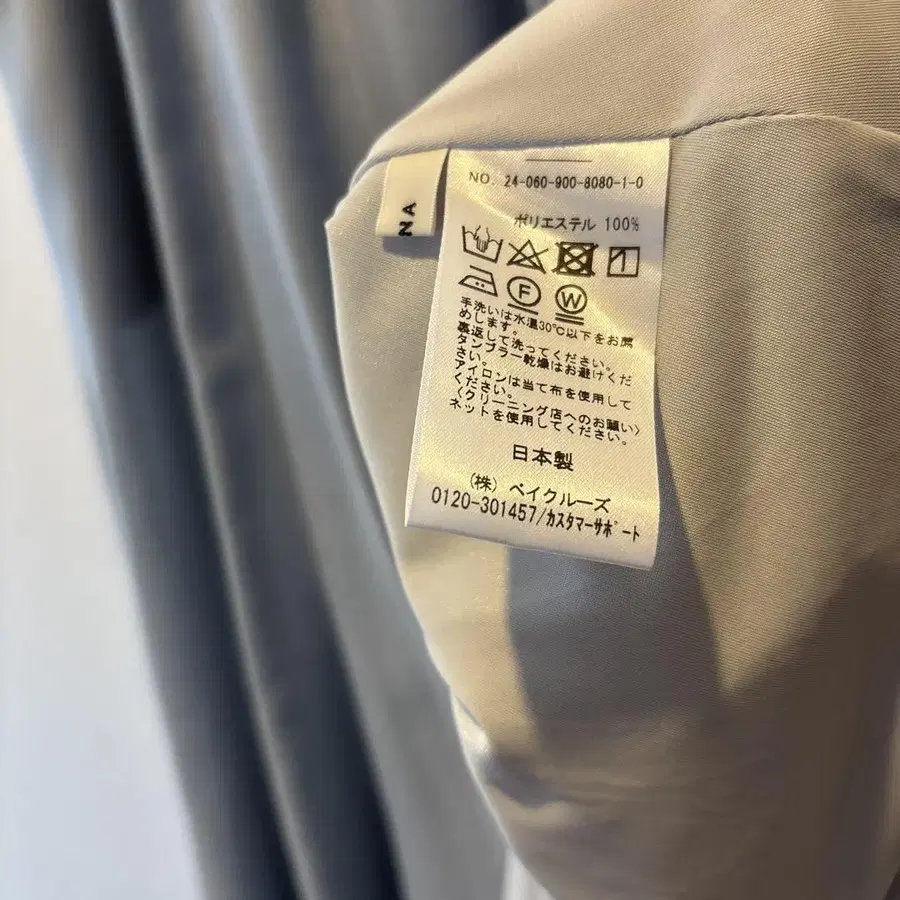 NA
NO. 24-060-900-8080-1-0
ポリエステル 100%
F W
手洗いは水温30℃以下をお席
めします。
裏返して洗ってください。
タンブラー乾燥はお避けくだ
さい。
アイロンは当て布を使用して
ください。
〈クリーニング店へのお願い〉
ネットを使用してください。
日本製
(株) ベイクルーズ
0120-301457/カスタマーサポート